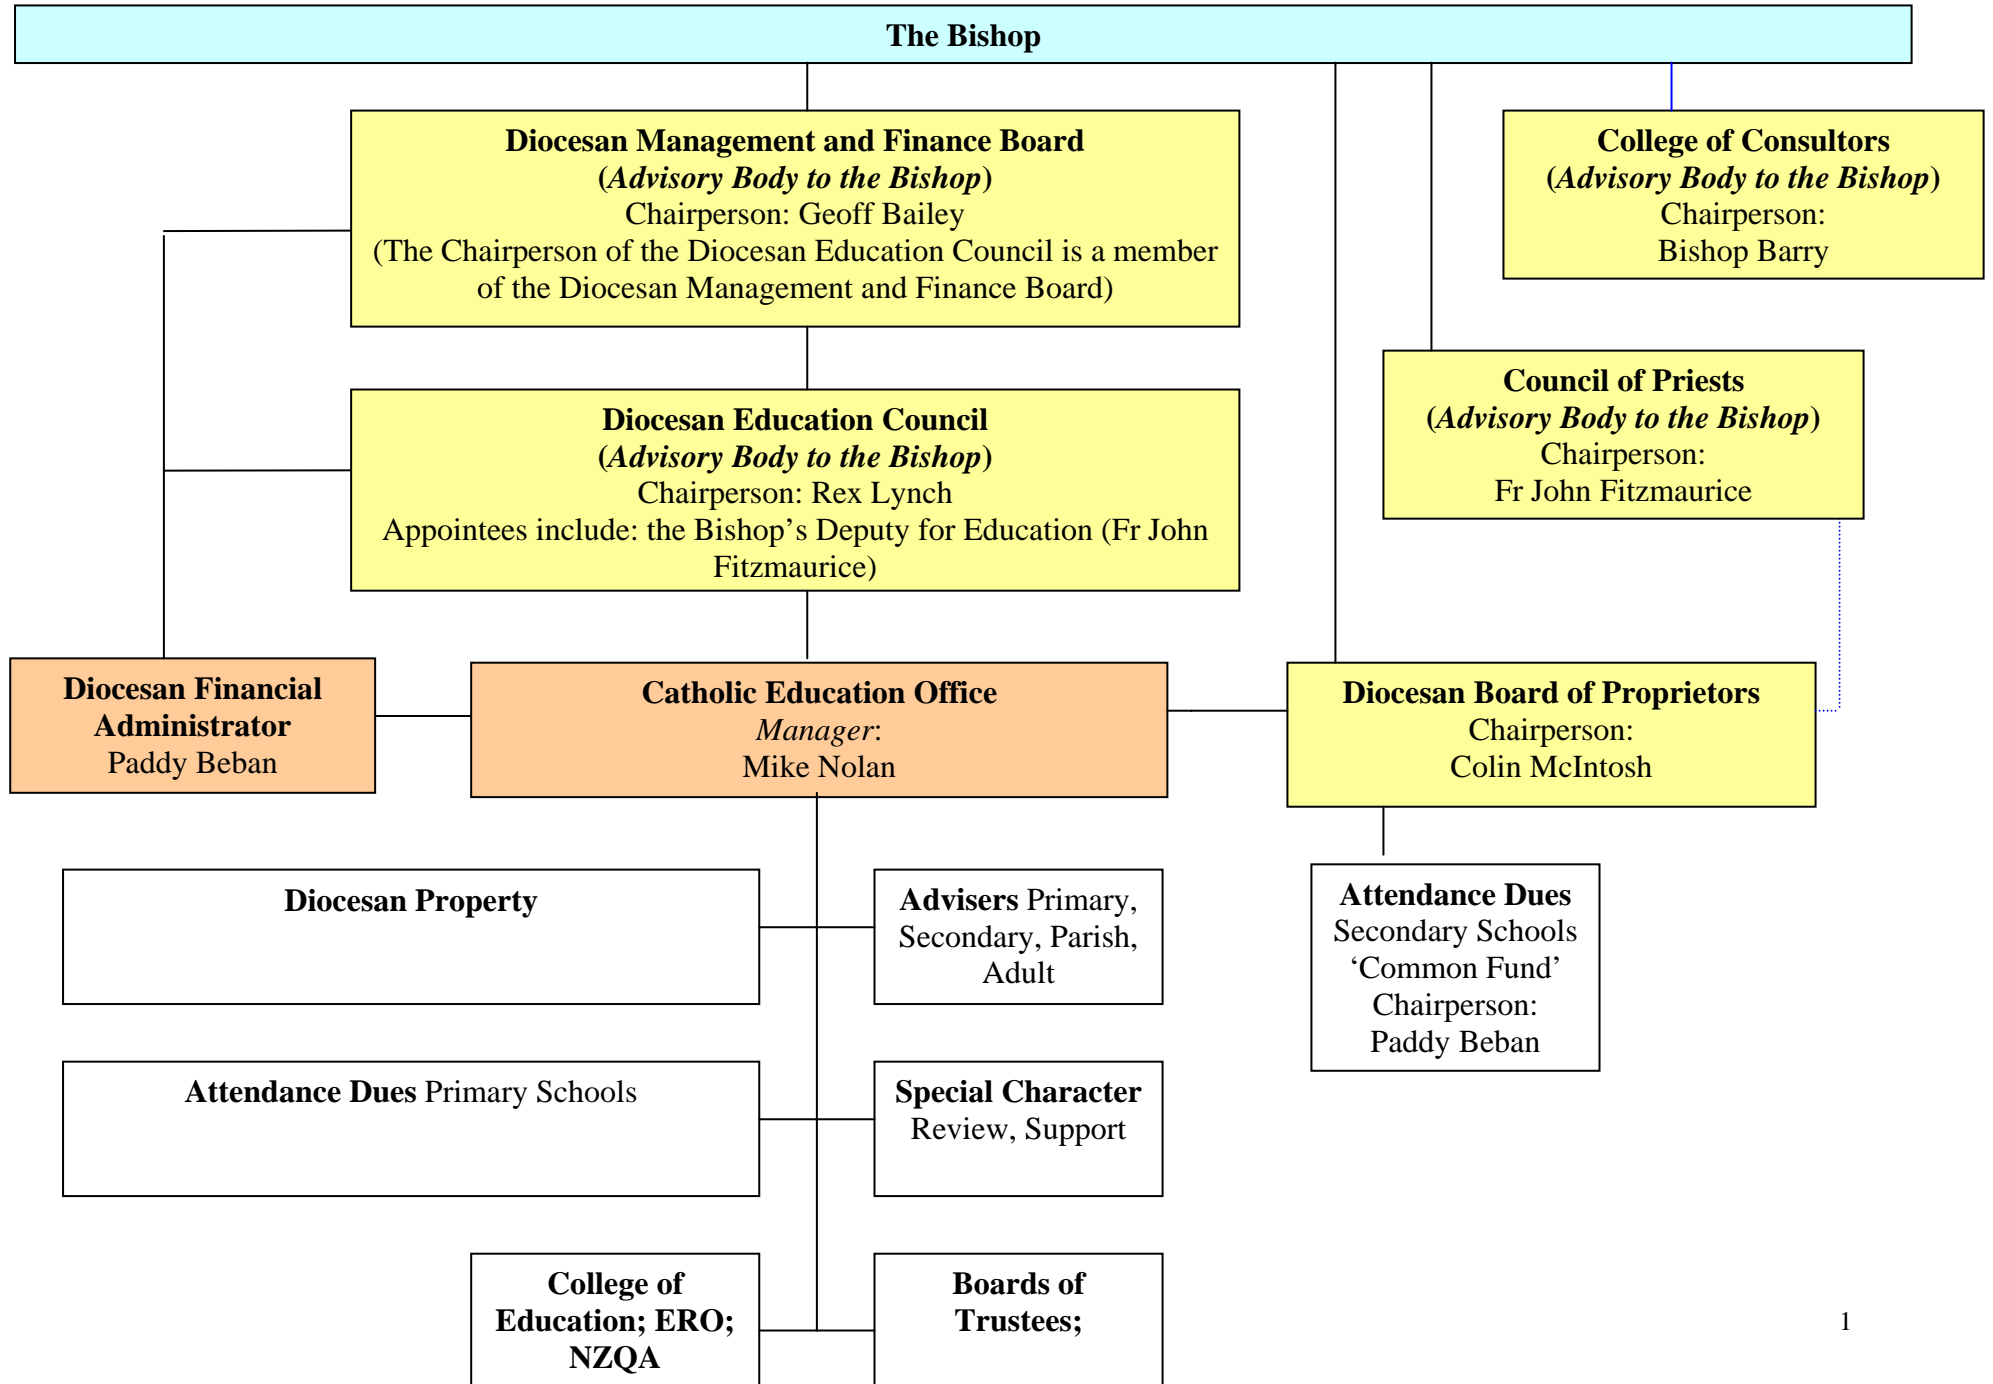 The Bishop
Diocesan Management and Finance Board
(Advisory Body to the Bishop)
Chairperson: Geoff Bailey
(The Chairperson of the Diocesan Education Council is a member
of the Diocesan Management and Finance Board)
College of Consultors
(Advisory Body to the Bishop)
Chairperson:
Bishop Barry
Council of Priests
(Advisory Body to the Bishop)
Chairperson:
Fr John Fitzmaurice
Diocesan Education Council
(Advisory Body to the Bishop)
Chairperson: Rex Lynch
Appointees include: the Bishop’s Deputy for Education (Fr John
Fitzmaurice)
Diocesan Financial
Administrator
Paddy Beban
Catholic Education Office
Manager:
Mike Nolan
Diocesan Board of Proprietors
Chairperson:
Colin McIntosh
Diocesan Property
Advisers Primary,
Secondary, Parish,
Adult
Attendance Dues
Secondary Schools
‘Common Fund’
Chairperson:
Paddy Beban
Attendance Dues Primary Schools
Special Character
Review, Support
College of
Education; ERO;
NZQA
Boards of
Trustees;
1